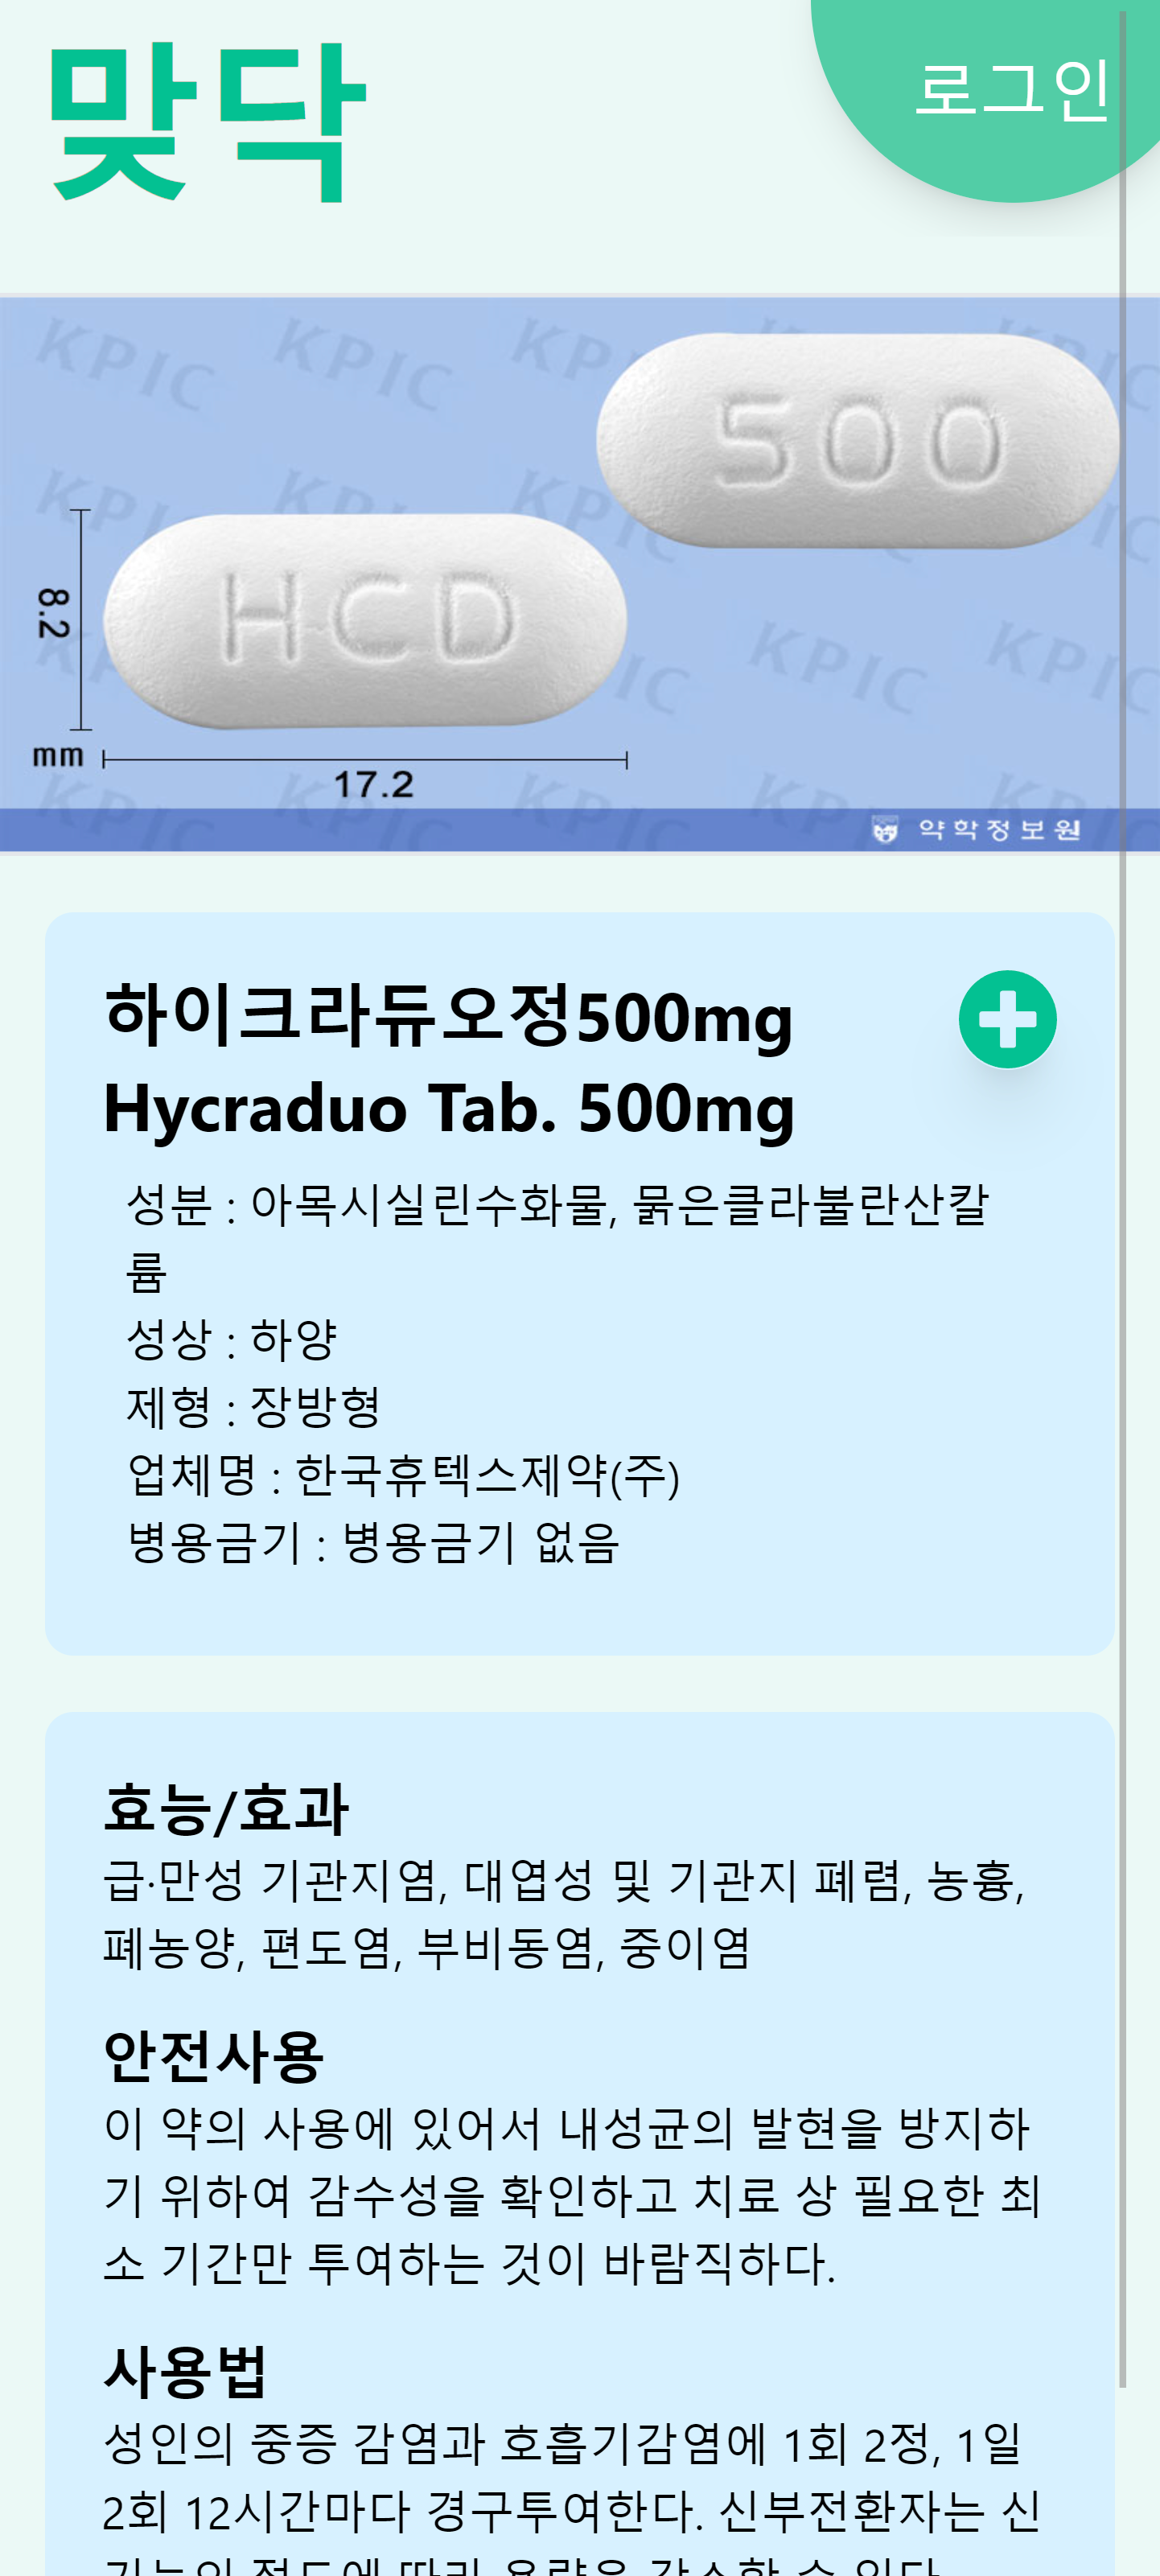 맞닥
로그인
KPIC KPIC KPIC
500
HCD
8.2
mm
17.2
약학정보원
하이크라듀오정500mg
Hycraduo Tab. 500mg
성분 : 아목시실린수화물, 묽은클라불란산칼
륨
성상 : 하양
제형 : 장방형
업체명 : 한국휴텍스제약(주)
병용금기 : 병용금기 없음
효능/효과
급·만성 기관지염, 대엽성 및 기관지 폐렴, 농흉,
폐농양, 편도염, 부비동염, 중이염
안전사용
이 약의 사용에 있어서 내성균의 발현을 방지하
기 위하여 감수성을 확인하고 치료 상 필요한 최
소 기간만 투여하는 것이 바람직하다.
사용법
성인의 중증 감염과 호흡기감염에 1회 2정, 1일
2회 12시간마다 경구투여한다. 신부전환자는 신